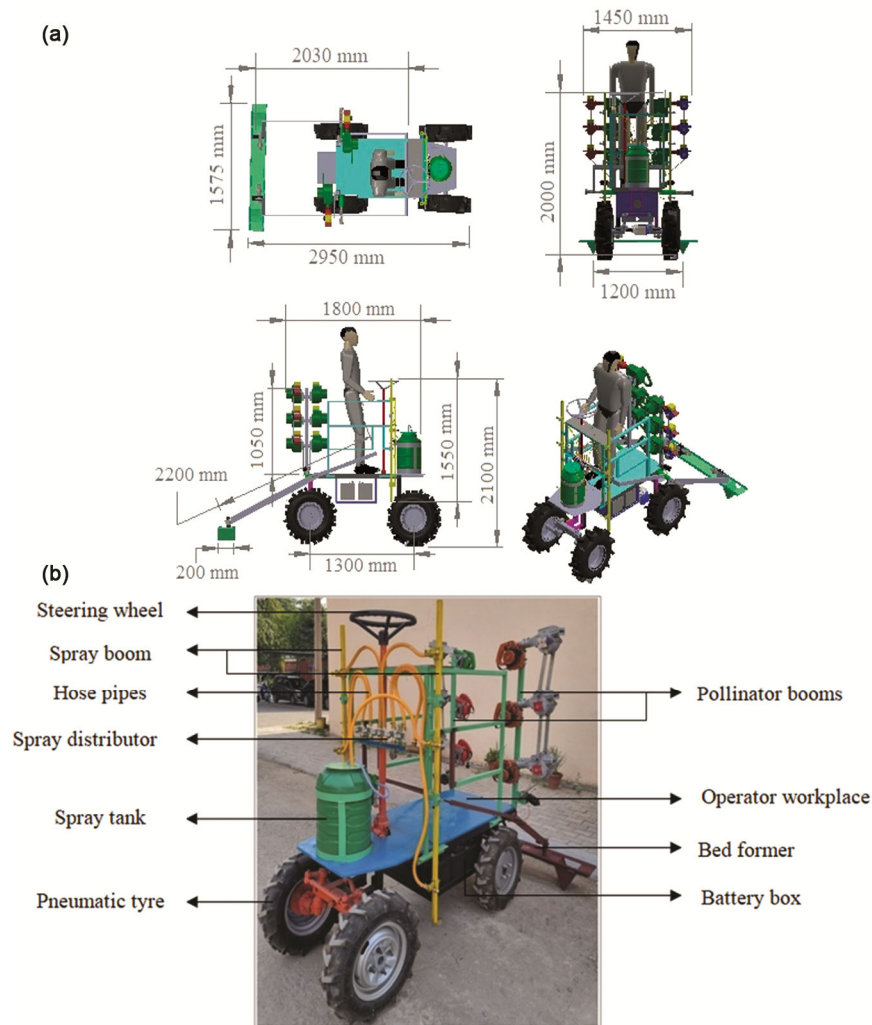 (a)
2030 mm
1575 mm
2950 mm
1450 mm
2000 mm
1200 mm
1800 mm
1050 mm
2200 mm
200 mm
1300 mm
1550 mm
2100 mm
(b)
Steering wheel
Spray boom
Hose pipes
Spray distributor
Spray tank
Pneumatic tyre
Pollinator booms
Operator workplace
Bed former
Battery box